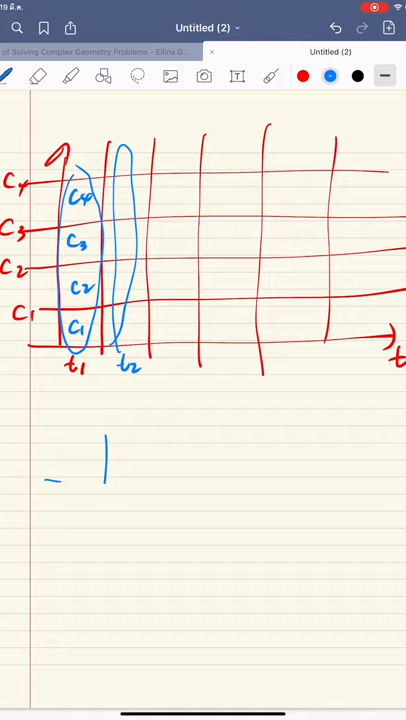 19 มี.ค.
Untitled (2)
of Solving Complex Geometry Problems - Ellina G...
Untitled (2)
T
C4
C4
C3
C3
C2
C2
C1
C1
t1 t2 t